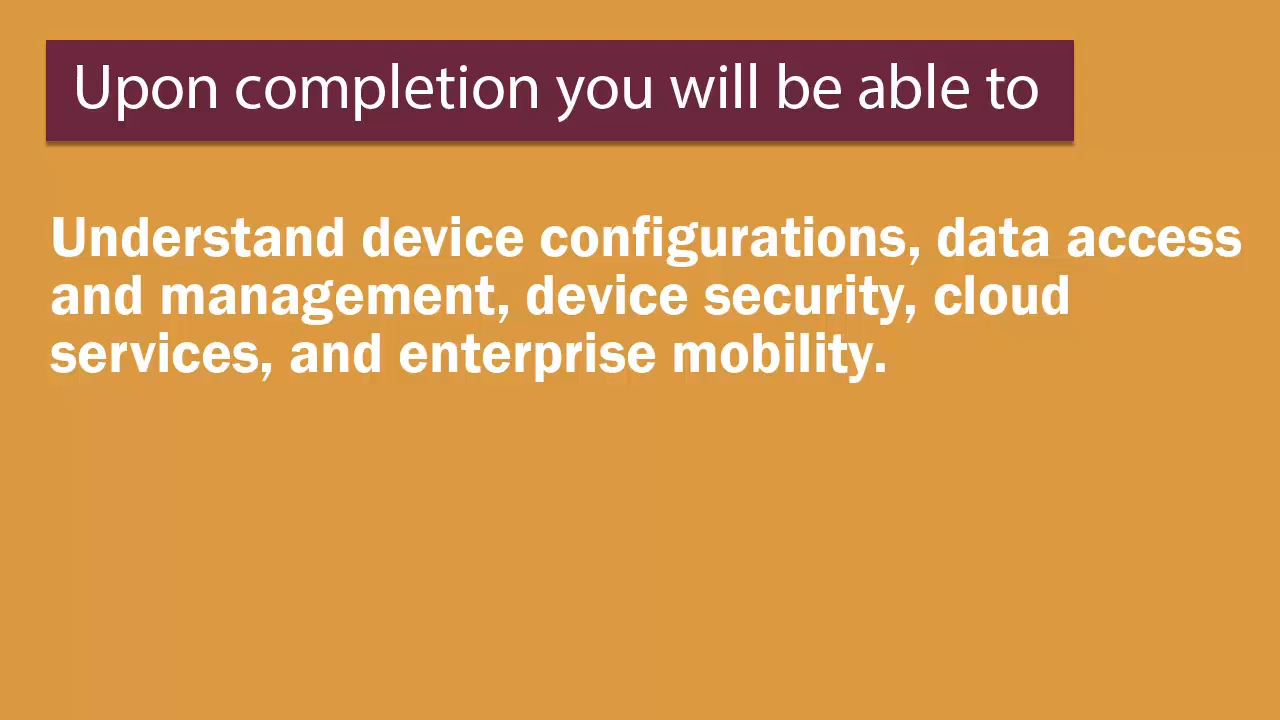 Upon completion you will be able to
Understand device configurations, data access
and management, device security, cloud
services, and enterprise mobility.